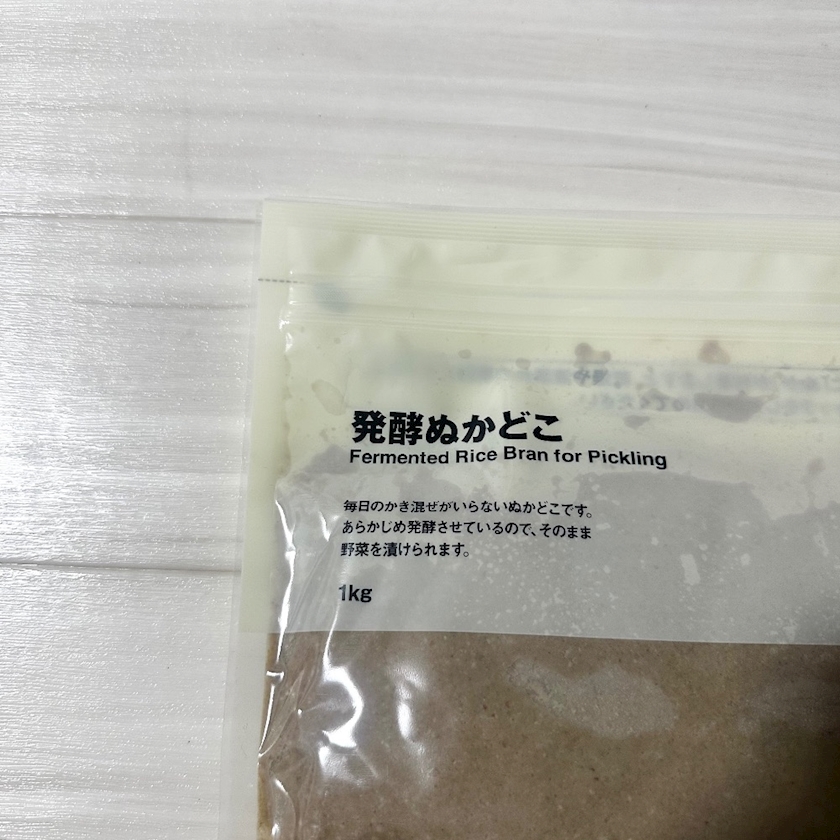 発酵ぬかどこ
Fermented Rice Bran for Pickling
毎日のかき混ぜがいらないぬかどこです。
あらかじめ発酵させているので、そのまま
野菜を漬けられます。
1kg